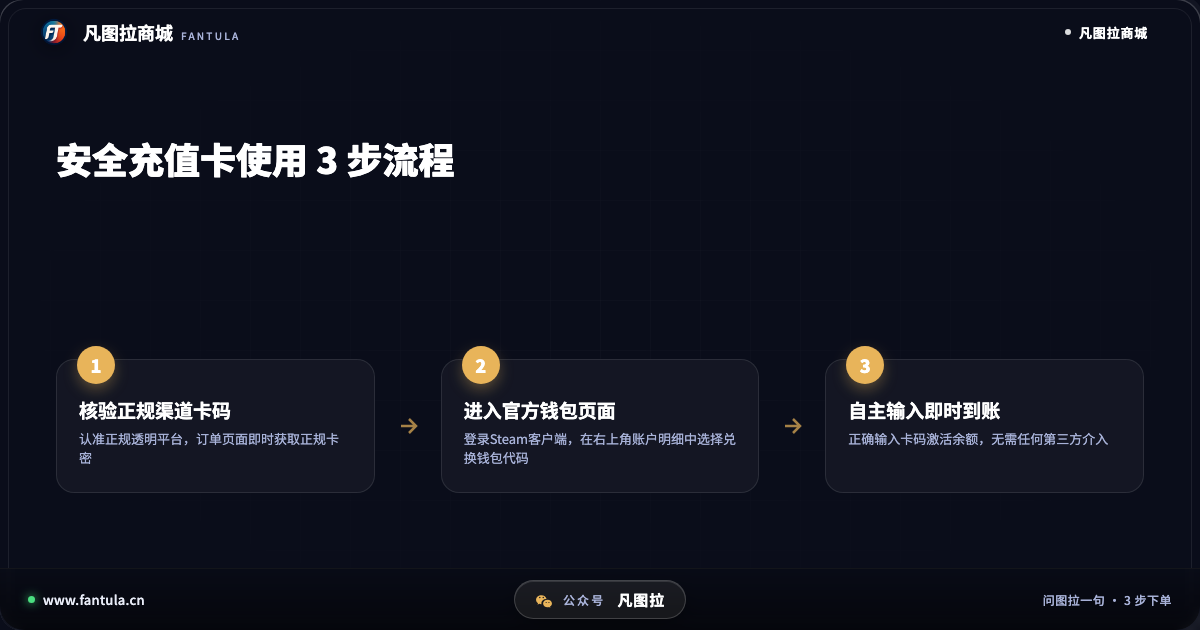 FT 凡图拉商城 FANTULA
凡图拉商城
安全充值卡使用 3 步流程
1
核验正规渠道卡码
认准正规透明平台，订单页面即时获取正规卡
密
2
进入官方钱包页面
登录Steam客户端，在右上角账户明细中选择兑
换钱包代码
3
自主输入即时到账
正确输入卡码激活余额，无需任何第三方介入
www.fantula.cn
公众号 凡图拉
问图拉一句 · 3 步下单